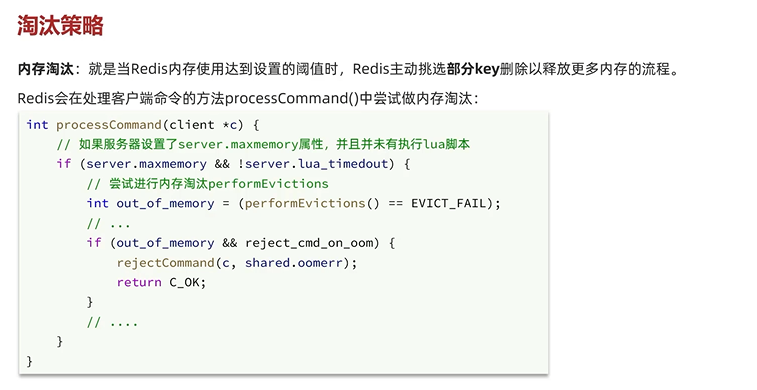 淘汰策略
内存淘汰：就是当Redis内存使用达到设置的阈值时，Redis主动挑选部分key删除以释放更多内存的流程。
Redis会在处理客户端命令的方法processCommand()中尝试做内存淘汰：
int processCommand(client *c) {
    // 如果服务器设置了server.maxmemory属性，并且并未有执行lua脚本
    if (server.maxmemory && !server.lua_timedout) {
        // 尝试进行内存淘汰performEvictions
        int out_of_memory = (performEvictions() == EVICT_FAIL);
        // ...
        if (out_of_memory && reject_cmd_on_oom) {
            rejectCommand(c, shared.oomerr);
            return C_OK;
        }
        // ....
    }
}